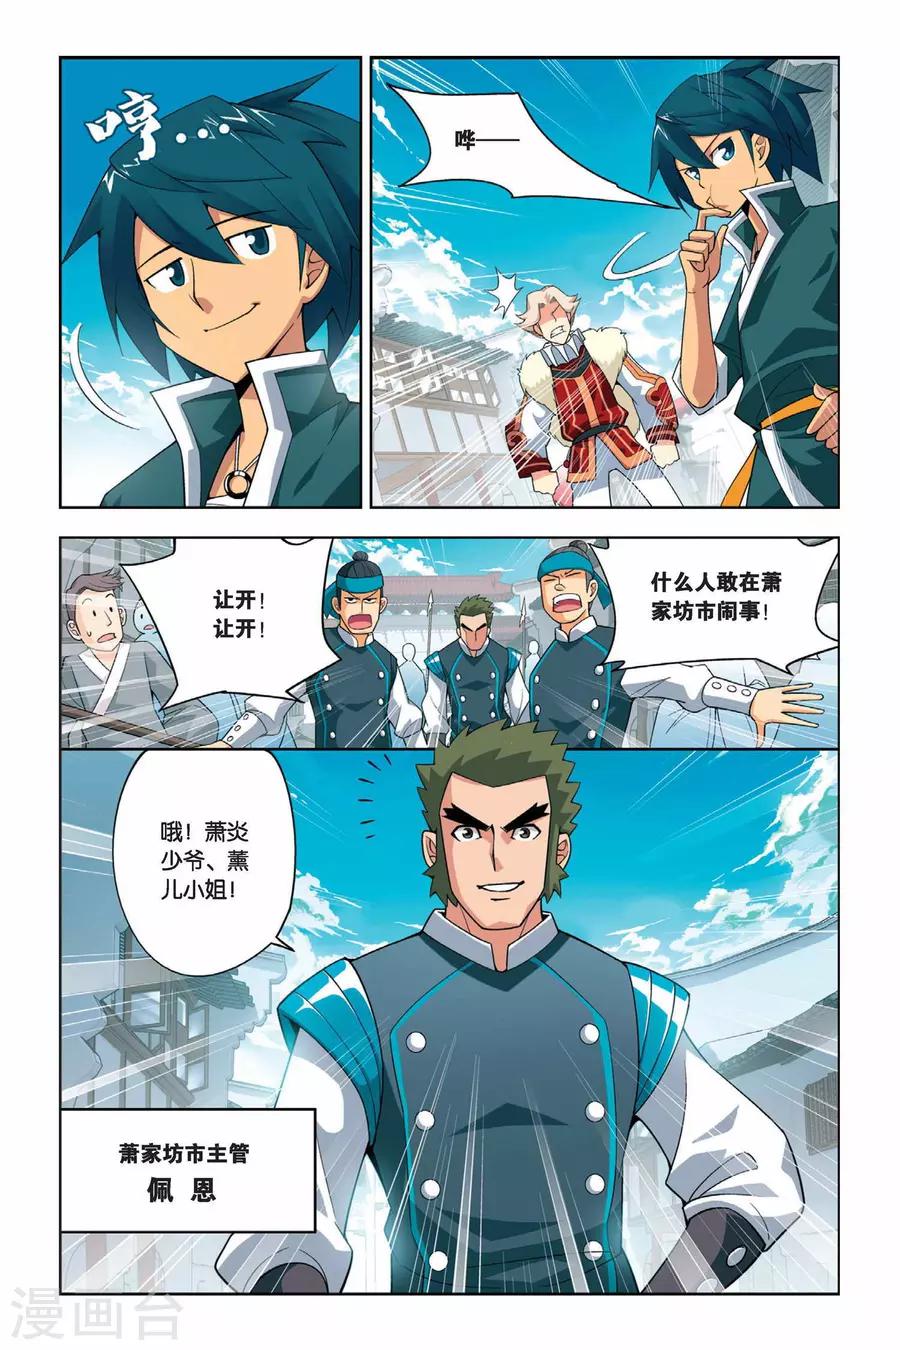 哼…
哗——
让开！
让开！
什么人敢在萧
家坊市闹事！
哦！萧炎
少爷、薰
儿小姐！
萧家坊市主管
佩恩
漫画台